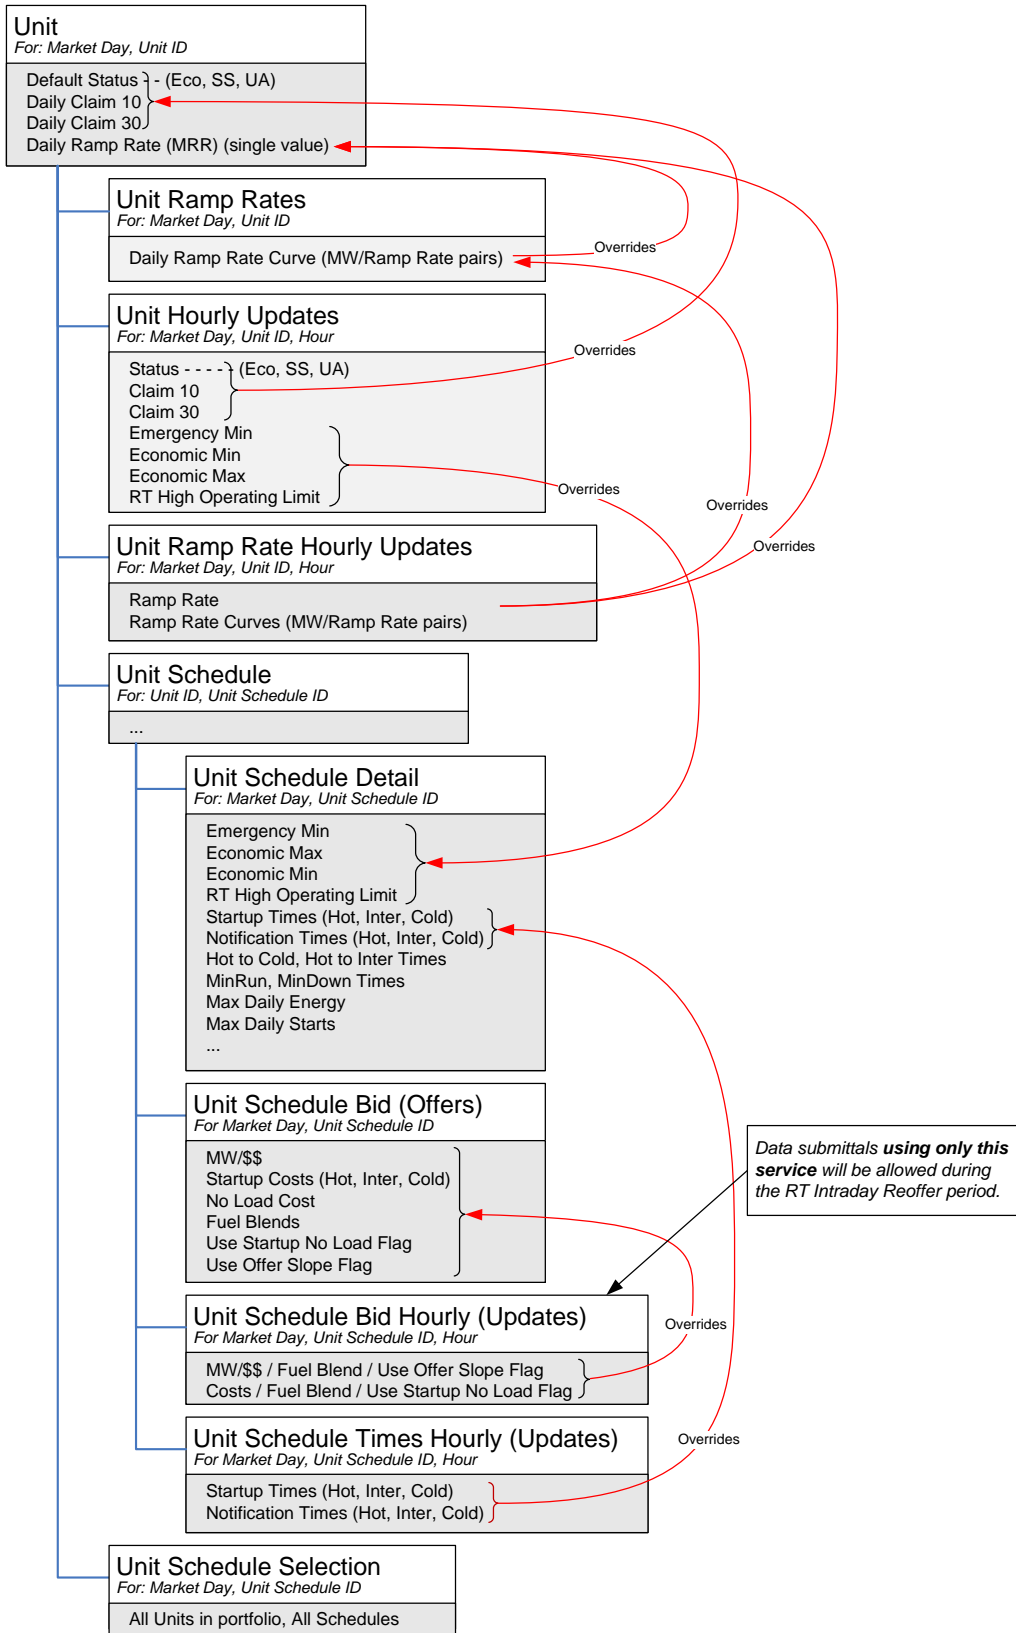 Unit
For: Market Day, Unit ID
Default Status - - (Eco, SS, UA)
Daily Claim 10
Daily Claim 30
Daily Ramp Rate (MRR) (single value)
Unit Ramp Rates
For: Market Day, Unit ID
Daily Ramp Rate Curve (MW/Ramp Rate pairs)
Overrides
Unit Hourly Updates
For: Market Day, Unit ID, Hour
Overrides
Status - - - - - (Eco, SS, UA)
Claim 10
Claim 30
Emergency Min
Economic Min
Economic Max
RT High Operating Limit
Overrides
Overrides
Unit Ramp Rate Hourly Updates
For: Market Day, Unit ID, Hour
Overrides
Ramp Rate
Ramp Rate Curves (MW/Ramp Rate pairs)
Unit Schedule
For: Unit ID, Unit Schedule ID
...
Unit Schedule Detail
For: Market Day, Unit Schedule ID
Emergency Min
Economic Max
Economic Min
RT High Operating Limit
Startup Times (Hot, Inter, Cold)
Notification Times (Hot, Inter, Cold)
Hot to Cold, Hot to Inter Times
MinRun, MinDown Times
Max Daily Energy
Max Daily Starts
...
Unit Schedule Bid (Offers)
For Market Day, Unit Schedule ID
MW/$$
Startup Costs (Hot, Inter, Cold)
No Load Cost
Fuel Blends
Use Startup No Load Flag
Use Offer Slope Flag
Data submittals using only this
service will be allowed during
the RT Intraday Reoffer period.
Unit Schedule Bid Hourly (Updates)
For Market Day, Unit Schedule ID, Hour
Overrides
MW/$$ / Fuel Blend / Use Offer Slope Flag
Costs / Fuel Blend / Use Startup No Load Flag
Unit Schedule Times Hourly (Updates)
For Market Day, Unit Schedule ID, Hour
Overrides
Startup Times (Hot, Inter, Cold)
Notification Times (Hot, Inter, Cold)
Unit Schedule Selection
For: Market Day, Unit Schedule ID
All Units in portfolio, All Schedules